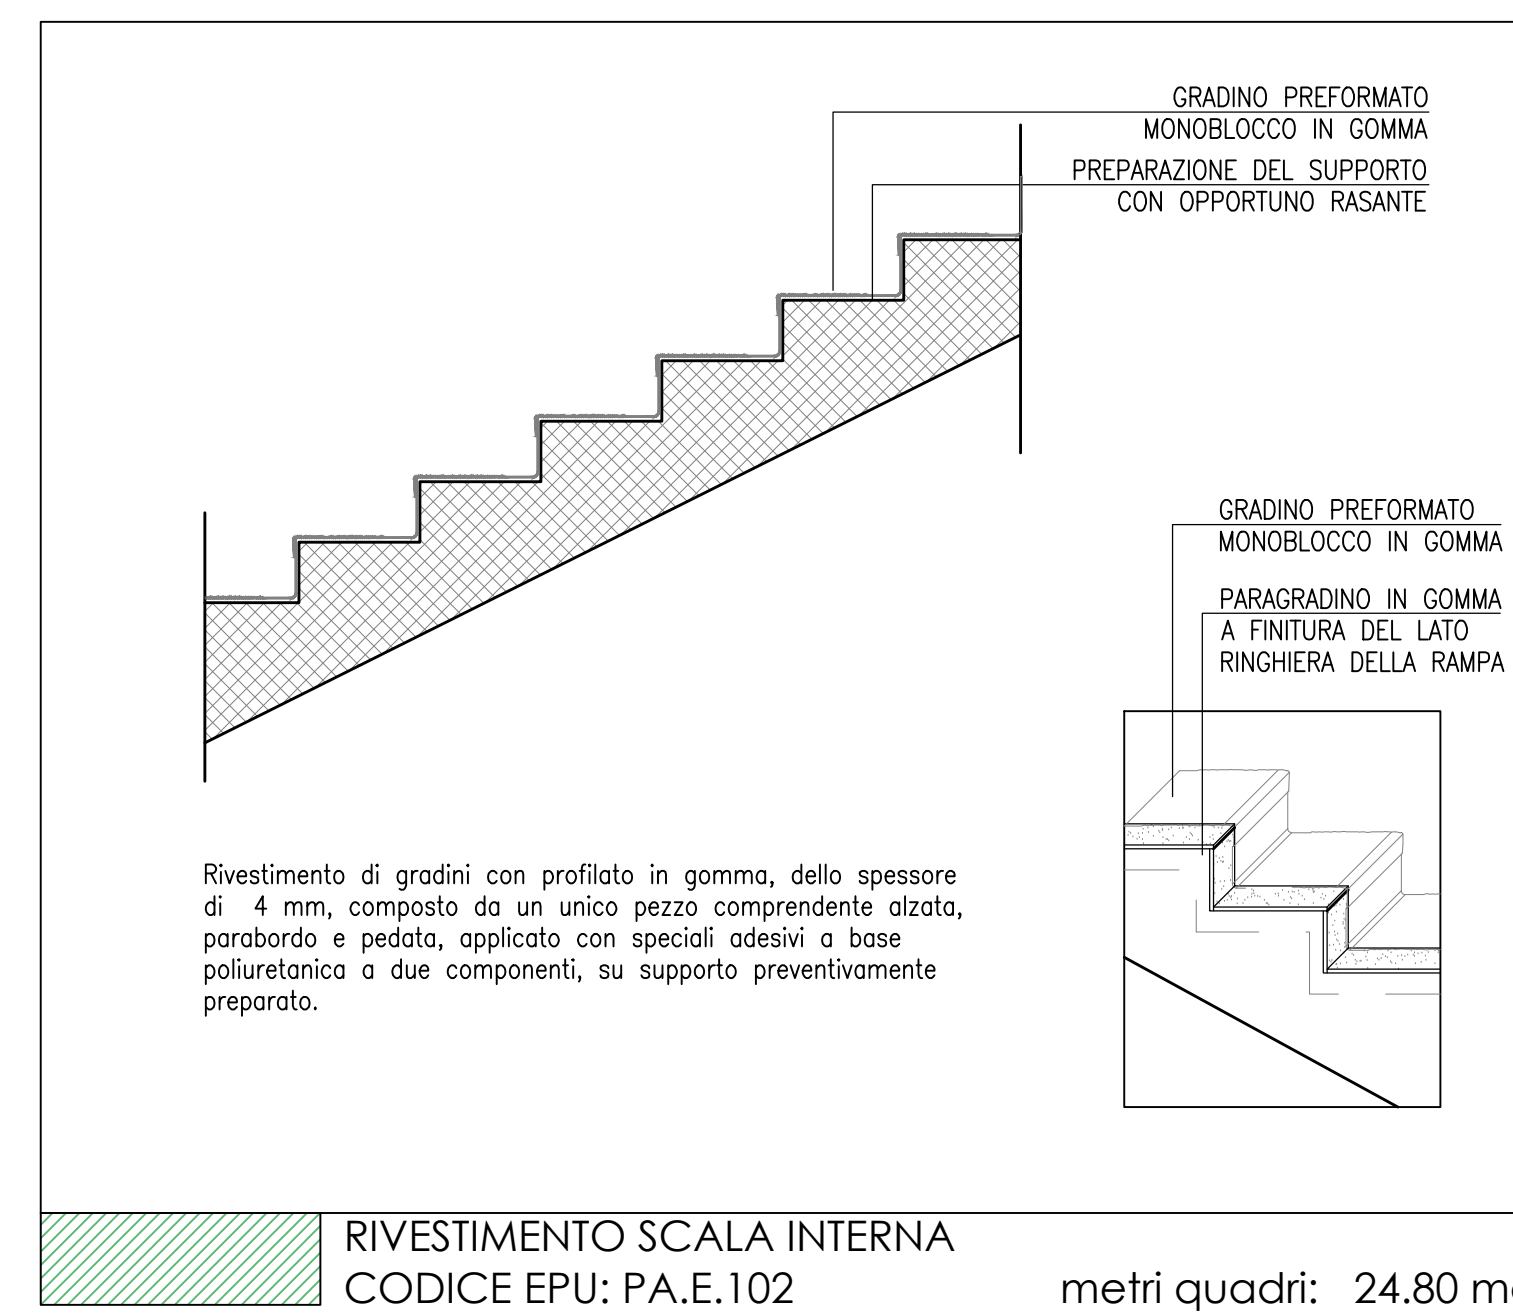 GRADINO PREFORMATO
MONOBLOCCO IN GOMMA
PREPARAZIONE DEL SUPPORTO
CON OPPORTUNO RASANTE
GRADINO PREFORMATO
MONOBLOCCO IN GOMMA
PARAGRADINO IN GOMMA
A FINITURA DEL LATO
RINGHIERA DELLA RAMPA
Rivestimento di gradini con profilato in gomma, dello spessore
di 4 mm, composto da un unico pezzo comprendente alzata,
parabordo e pedata, applicato con speciali adesivi a base
poliuretanica a due componenti, su supporto preventivamente
preparato.
RIVESTIMENTO SCALA INTERNA
CODICE EPU: PA.E.102
metri quadri: 24.80